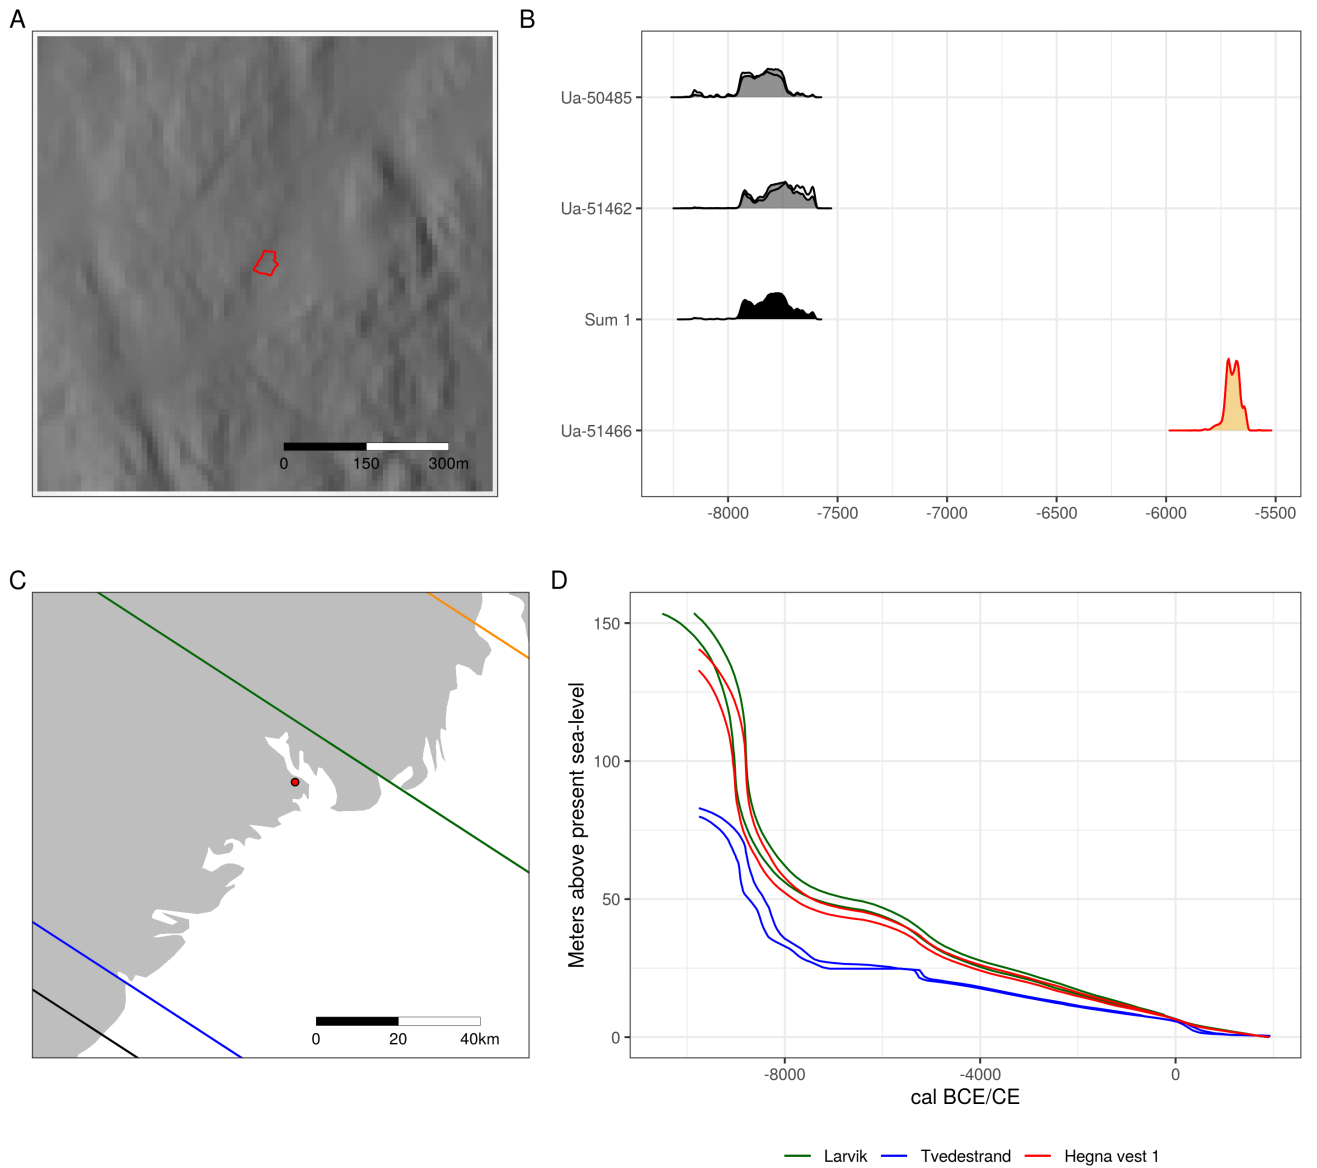 A
0 150 300m
B
Ua-50485
Ua-51462
Sum 1
Ua-51466
-8000 -7500 -7000 -6500 -6000 -5500
C
0 20 40km
D
Meters above present sea-level
150
100
50
0
-8000 -4000 0
cal BCE/CE
Larvik Tvedestrand Hegna vest 1